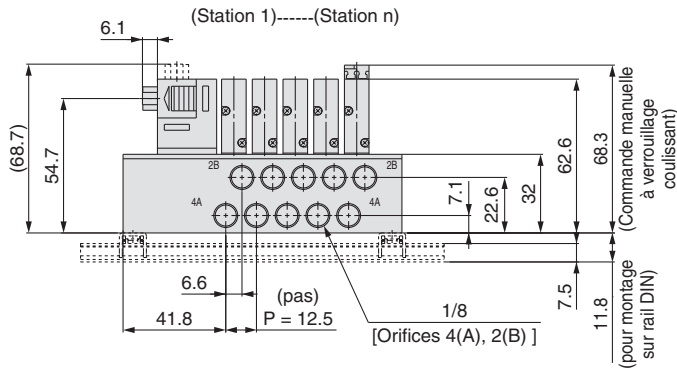 (Station 1)------(Station n)
6.1
(68.7)
54.7
2B
2B
4A
4A
7.1
22.6
32
62.6
68.3
(Commande manuelle
à verrouillage
coulissant)
6.6
(pas)
41.8
P = 12.5
1/8
[Orifices 4(A), 2(B) ]
7.5
11.8
(pour montage
sur rail DIN)